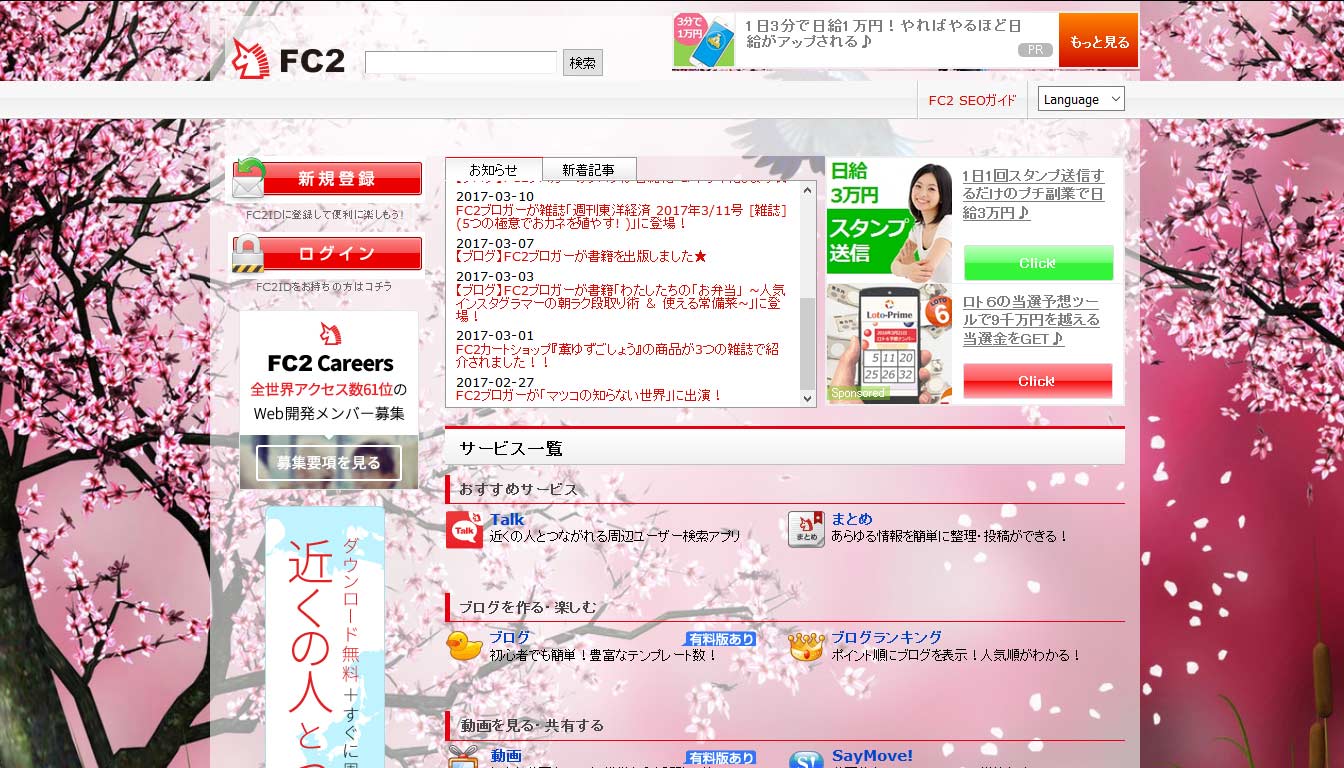 FC2
検索
3分で
1万円
1日3分で日給1万円！やればやるほど日
給がアップされる♪
PR
もっと見る
FC2 SEOガイド
Language
新規登録
FC2IDに登録して便利に楽しもう!
ログイン
FC2IDをお持ちの方はコチラ
FC2 Careers
全世界アクセス数61位の
Web開発メンバー募集
募集要項を見る
ダウンロード無料
近くの人と
お知らせ
新着記事
2017-03-10
FC2ブロガーが雑誌「週刊東洋経済 2017年3/11号 [雑誌]
(5つの極意でおカネを殖やす! )」に登場！
2017-03-07
【ブログ】FC2ブロガーが書籍を出版しました★
2017-03-03
【ブログ】FC2ブロガーが書籍「わたしたちの「お弁当」 ~人気
インスタグラマーの朝ラク段取り術 ＆ 使える常備菜~」に登
場！
2017-03-01
FC2カートショップ『薫ゆずごしょう』の商品が3つの雑誌で紹
介されました！！
2017-02-27
FC2ブロガーが「マツコの知らない世界」に出演！
日給
3万円
スタンプ
送信
1日1回スタンプ送信す
るだけのプチ副業で日
給3万円♪
Click!
Loto-Prime
LOTO
6
5 11 20
25 26 32
Sponsored
ロト6の当選予想ツー
ルで9千万円を越える
当選金をGET♪
Click!
サービス一覧
おすすめサービス
Talk
Talk
近くの人とつながれる周辺ユーザー検索アプリ
まとめ
まとめ
あらゆる情報を簡単に整理・投稿ができる！
ブログを作る・楽しむ
ブログ
有料版あり
初心者でも簡単！豊富なテンプレート数！
ブログランキング
ポイント順にブログを表示！人気順がわかる！
動画を見る・共有する
動画
有料版あり
S!
SayMove!